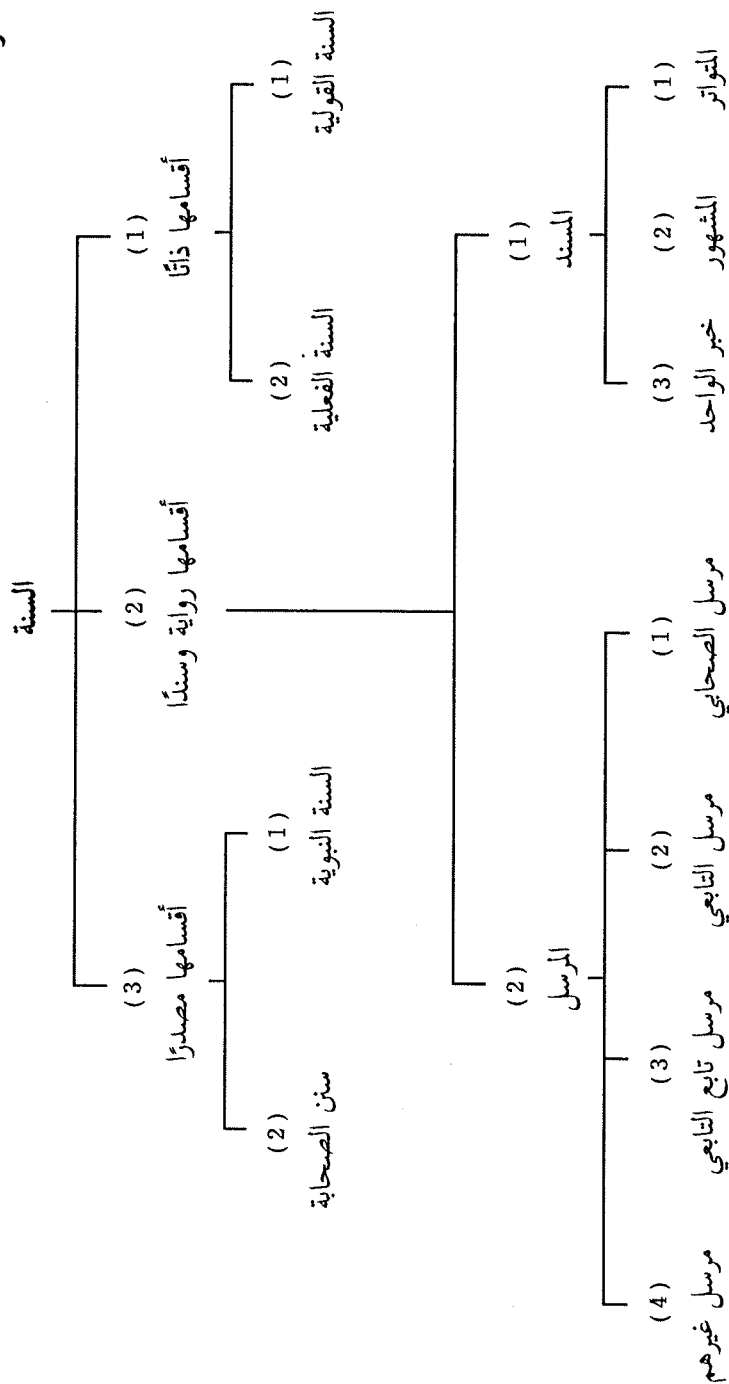 السنة
(1)
أقسامها ذاتًا
(1)
السنة القولية
(2)
السنة الفعلية
(2)
أقسامها رواية وسندًا
(1)
المسند
(1)
المتواتر
(2)
المشهور
(3)
خبر الواحد
(2)
المرسل
(1)
مرسل الصحابي
(2)
مرسل التابعي
(3)
مرسل تابع التابعي
(4)
مرسل غيرهم
(3)
أقسامها مصدرًا
(1)
السنة النبوية
(2)
سنن الصحابة